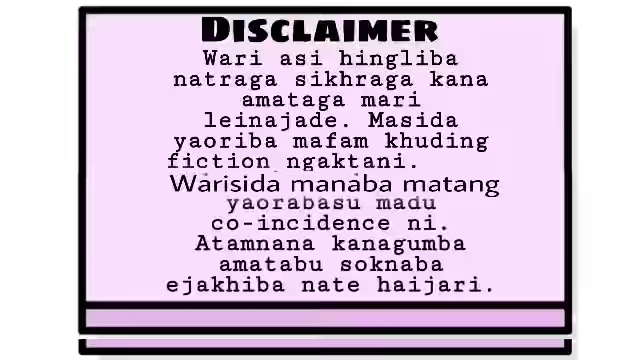 DISCLAIMER
Wari asi hingliba
natraga sikhraga kana
amataga mari
leinajade. Masida
yaoriba mafam khuding
fiction ngaktani.
Warisida manaba matang
yaorabasu madu
co-incidence ni.
Atamnana kanagumba
amatabu soknaba
ejakhiba nate haijari.